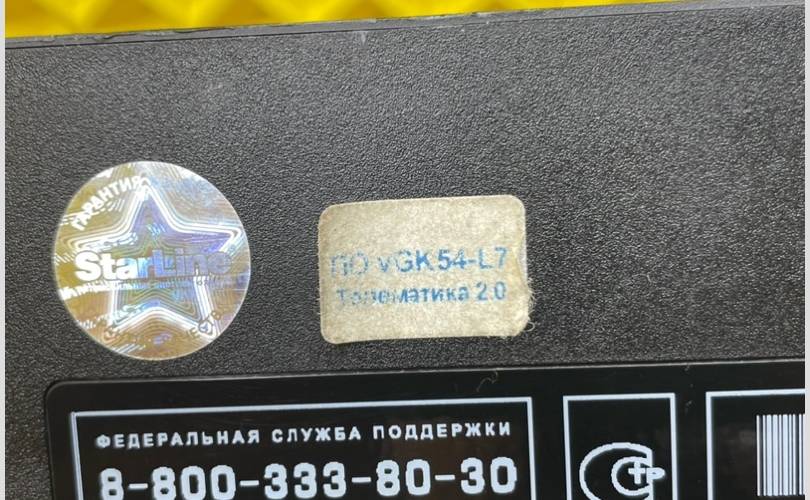 ГАРАНТИЯ
StarLine
ПО vGK54-L7
Телематика 2.0
ФЕДЕРАЛЬНАЯ СЛУЖБА ПОДДЕРЖКИ
8-800-333-80-30